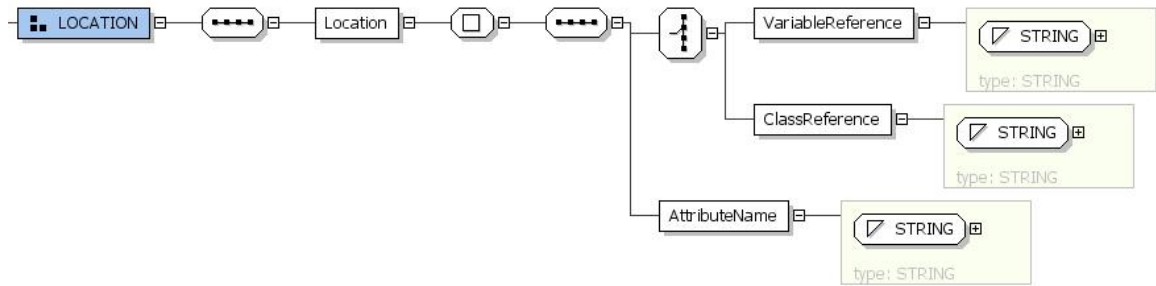 LOCATION
Location
VariableReference
STRING
type: STRING
ClassReference
STRING
type: STRING
AttributeName
STRING
type: STRING